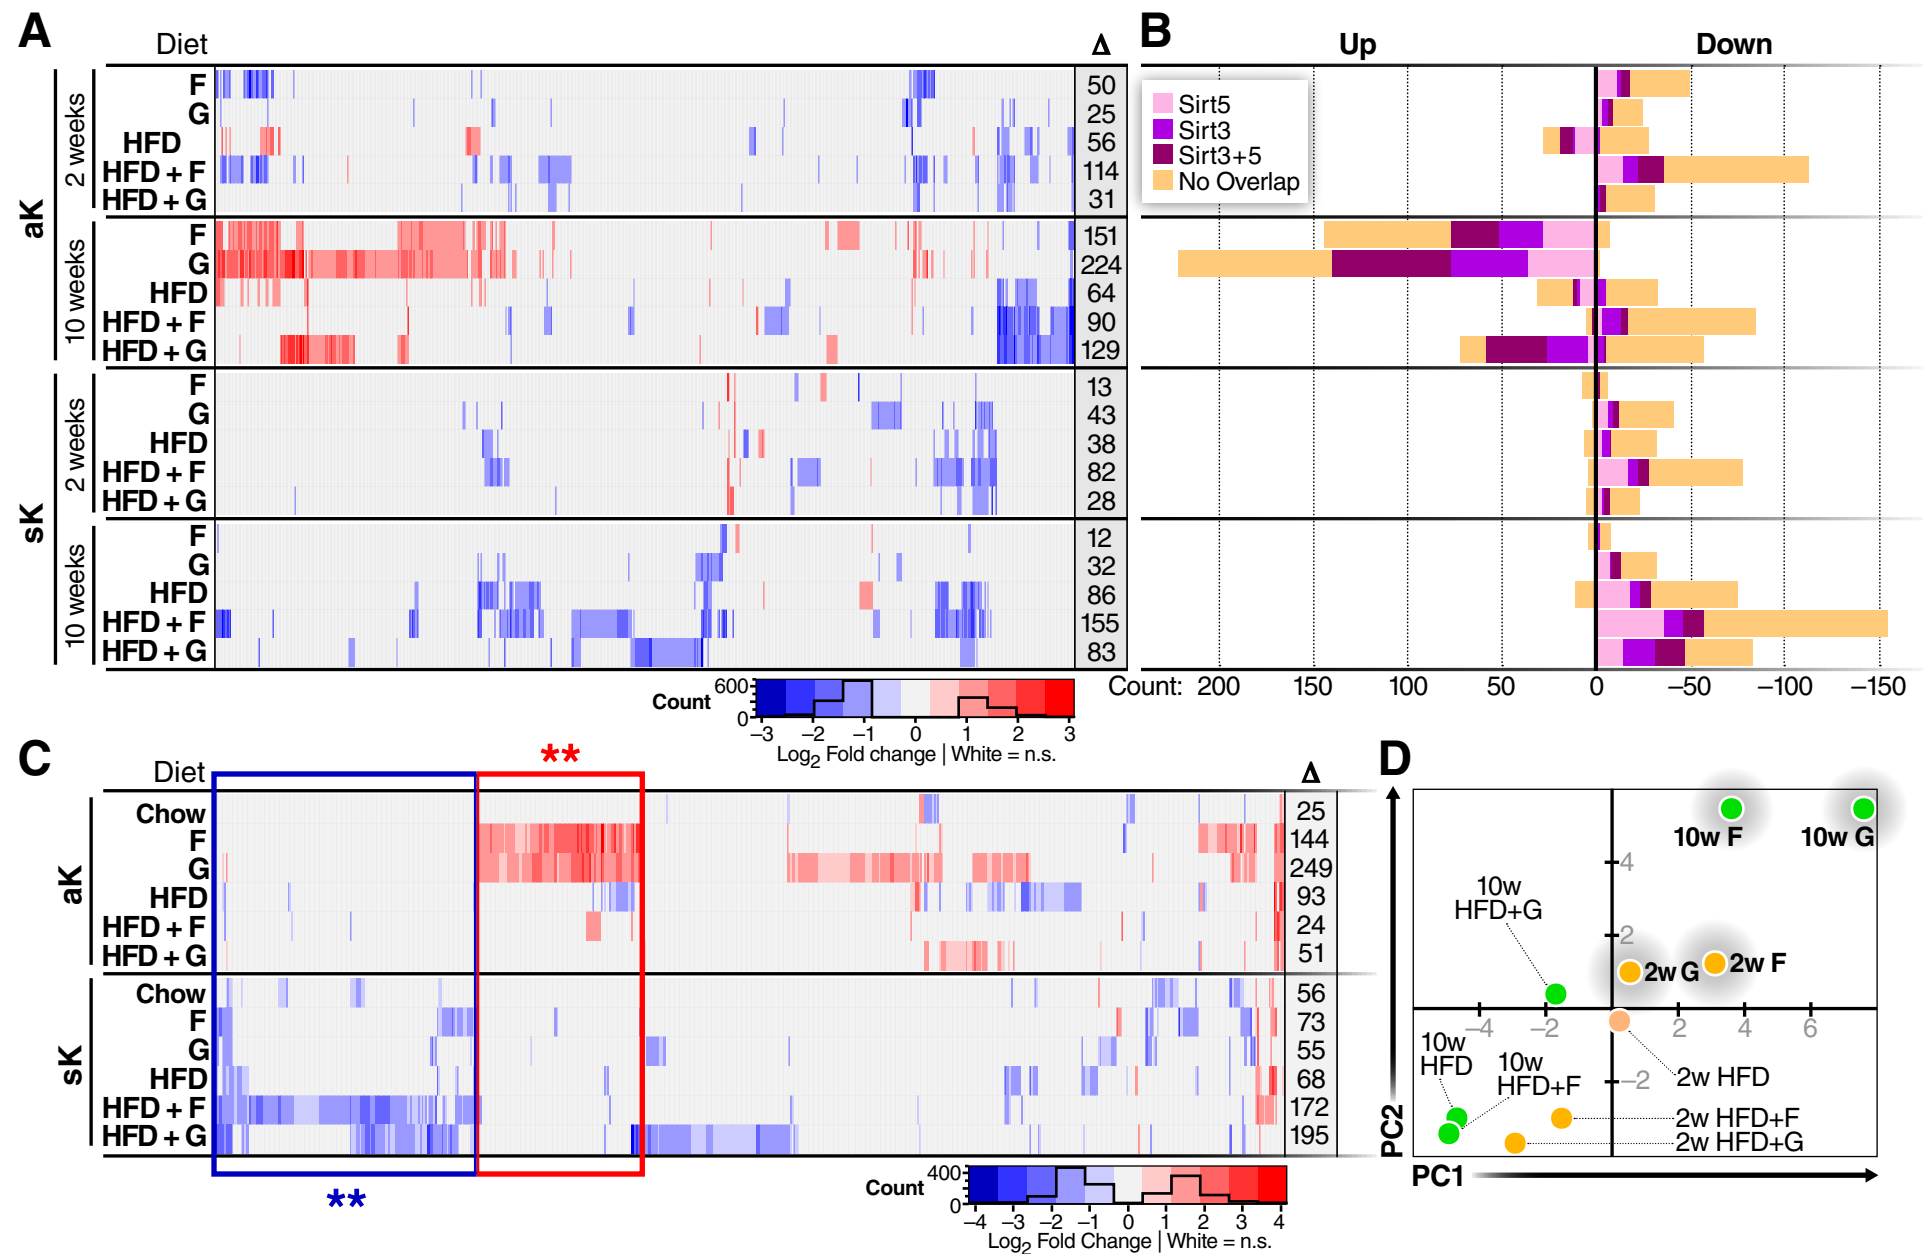 A
Diet
Δ
aK
2 weeks
F 50
G 25
HFD 56
HFD + F 114
HFD + G 31
10 weeks
F 151
G 224
HFD 64
HFD + F 90
HFD + G 129
sK
2 weeks
F 13
G 43
HFD 38
HFD + F 82
HFD + G 28
10 weeks
F 12
G 32
HFD 86
HFD + F 155
HFD + G 83
Count
600
0
−3 −2 −1 0 1 2 3
Log2 Fold change | White = n.s.
B
Up Down
Sirt5
Sirt3
Sirt3+5
No Overlap
Count: 200 150 100 50 0 −50 −100 −150
C
**
Diet
Δ
aK
Chow 25
F 144
G 249
HFD 93
HFD + F 24
HFD + G 51
sK
Chow 56
F 73
G 55
HFD 68
HFD + F 172
HFD + G 195
**
Count
400
0
−4 −3 −2 −1 0 1 2 3 4
Log2 Fold Change | White = n.s.
D
10w F 10w G
4
10w
HFD+G
2
2w G 2w F
−4 −2 2 4 6
10w
HFD
10w
HFD+F
−2
2w HFD
2w HFD+F
2w HFD+G
PC2
PC1